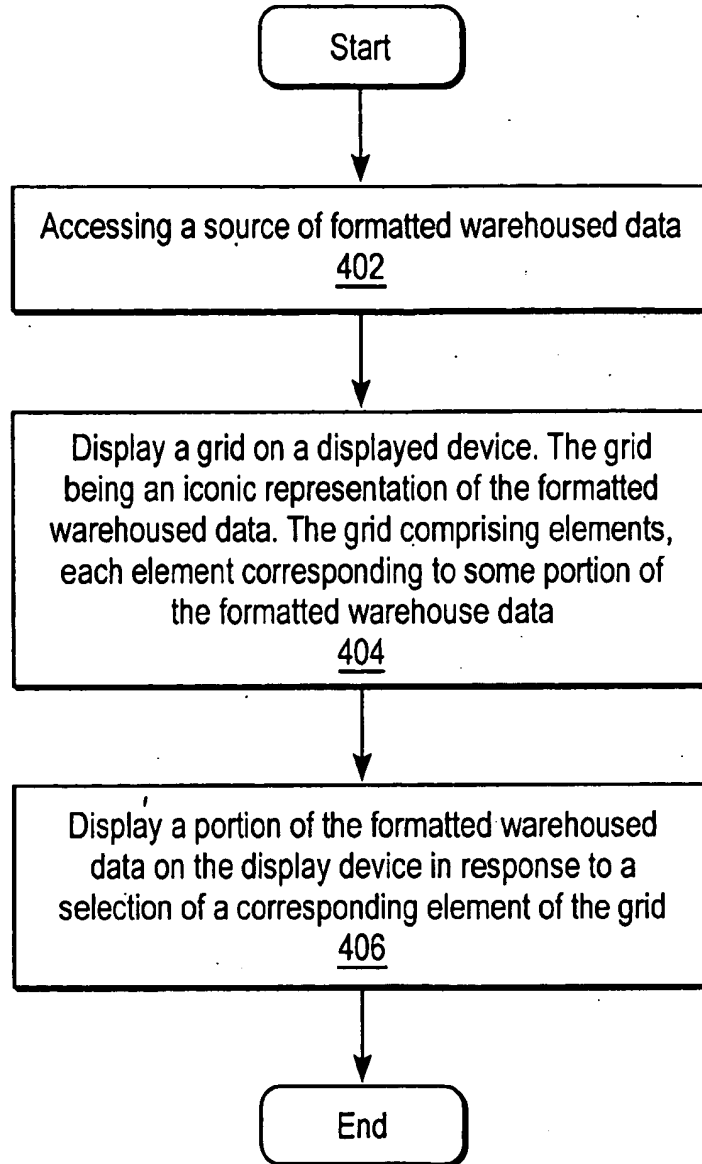 Start
Accessing a source of formatted warehoused data
402
Display a grid on a displayed device. The grid
being an iconic representation of the formatted
warehoused data. The grid comprising elements,
each element corresponding to some portion of
the formatted warehouse data
404
Display a portion of the formatted warehoused
data on the display device in response to a
selection of a corresponding element of the grid
406
End